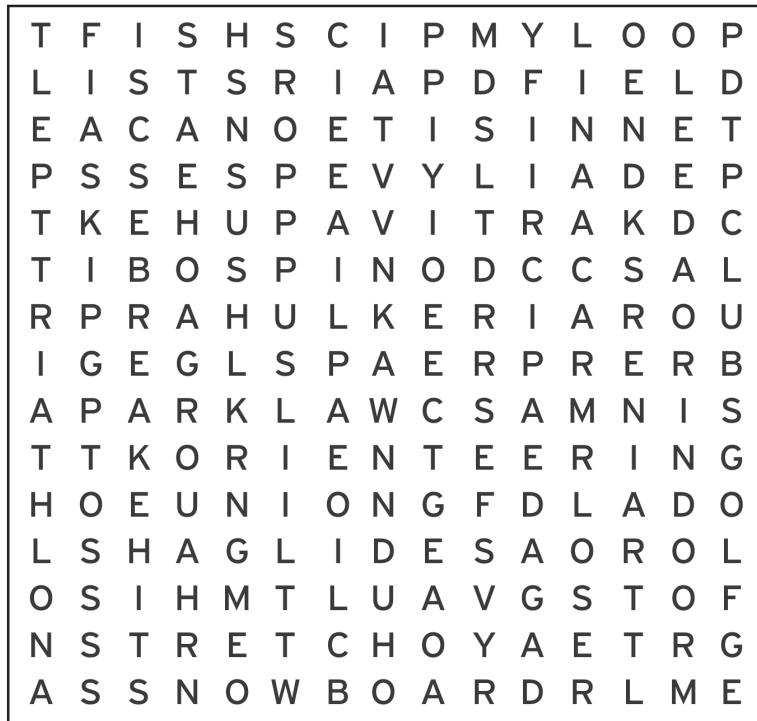 T F I S H S C I P M Y L O O P
L I S T S R I A P D F I E L D
E A C A N O E T I S I N N E T
P S S E S P E V Y L I A D E P
T K E H U P A V I T R A K D C
T I B O S P I N O D C C S A L
R P R A H U L K E R I A R O U
I G E G L S P A E R P R E R B
A P A R K L A W C S A M N I S
T T K O R I E N T E E R I N G
H O E U N I O N G F D L A D O
L S H A G L I D E S A O R O L
O S I H M T L U A V G S T O F
N S T R E T C H O Y A E T R G
A S S N O W B O A R D R L M E